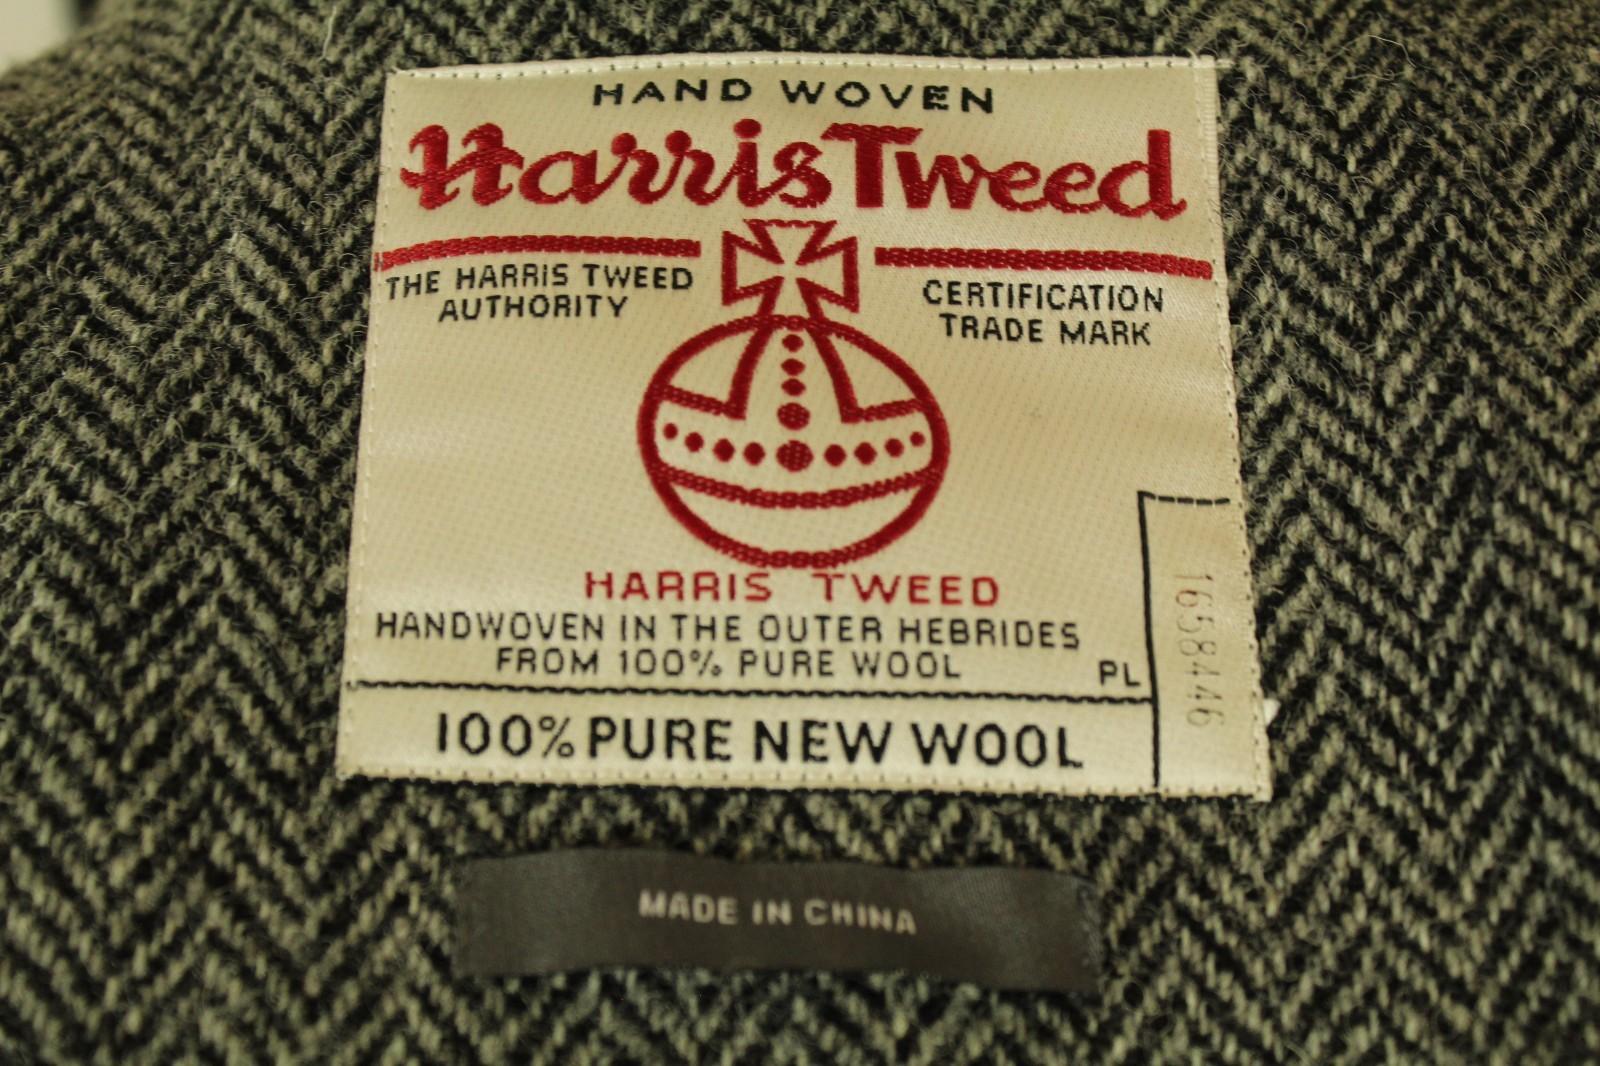 HAND WOVEN
Harris Tweed
THE HARRIS TWEED
AUTHORITY
CERTIFICATION
TRADE MARK
HARRIS TWEED
HANDWOVEN IN THE OUTER HEBRIDES
FROM 100% PURE WOOL
PL
1658446
100% PURE NEW WOOL
MADE IN CHINA